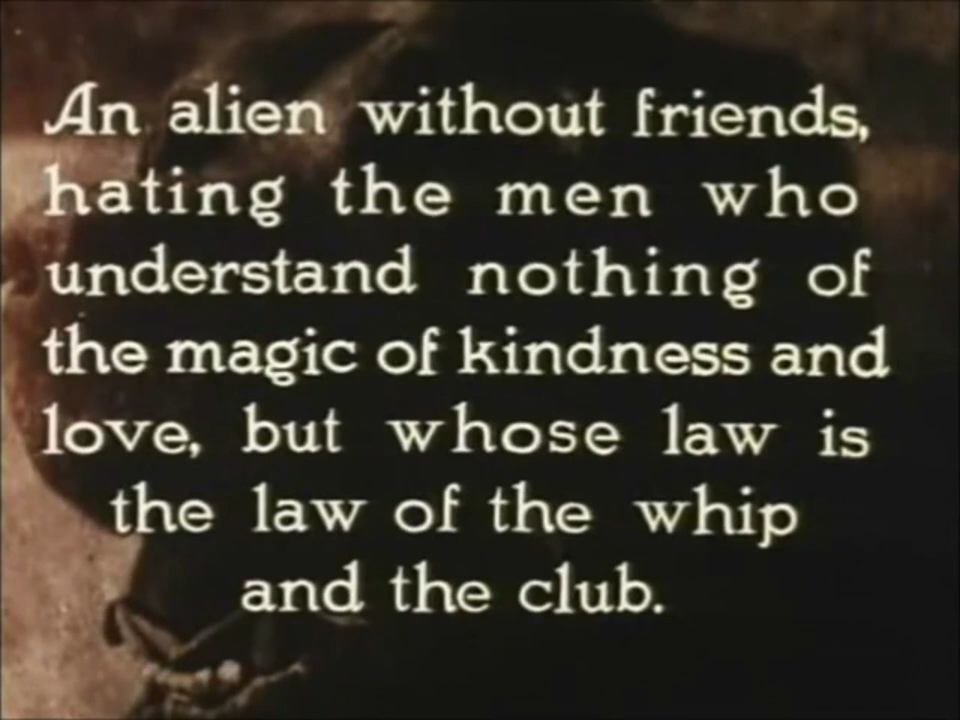 An alien without friends,
hating the men who
understand nothing of
the magic of kindness and
love, but whose law is
the law of the whip
and the club.